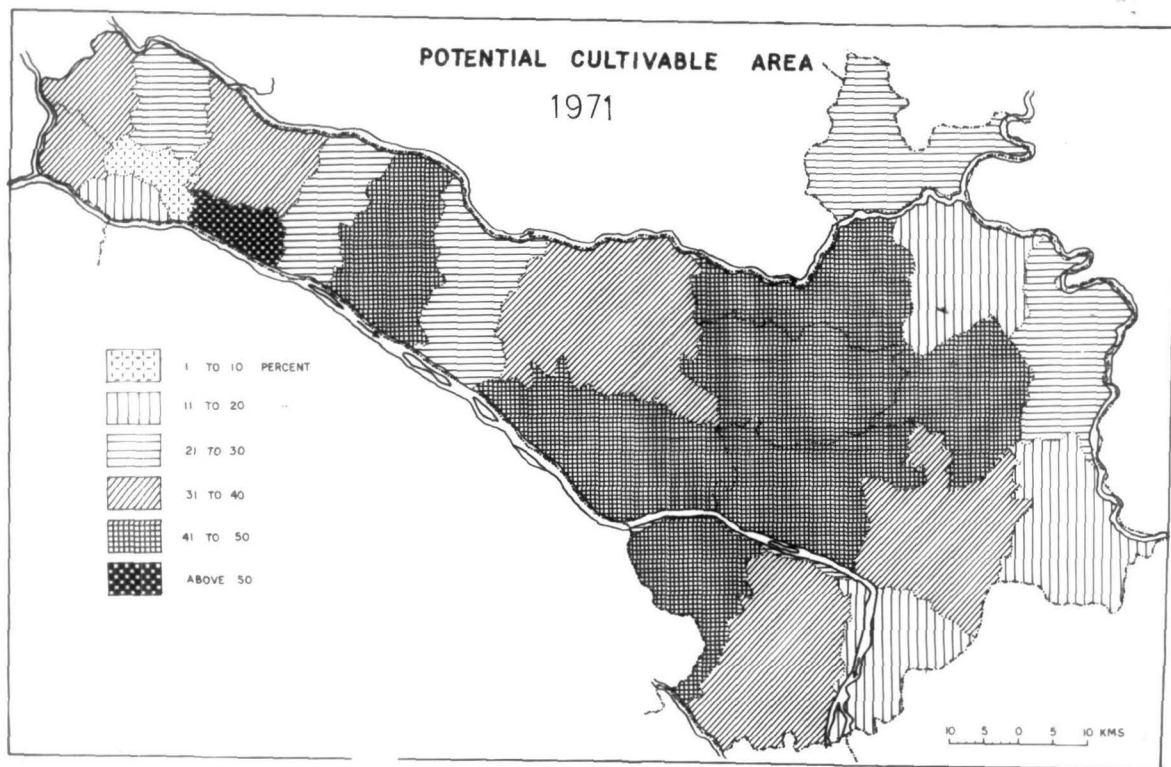 POTENTIAL CULTIVABLE AREA
1971
1 TO 10 PERCENT
11 TO 20 "
21 TO 30
31 TO 40
41 TO 50
ABOVE 50
10 5 0 5 10 KMS